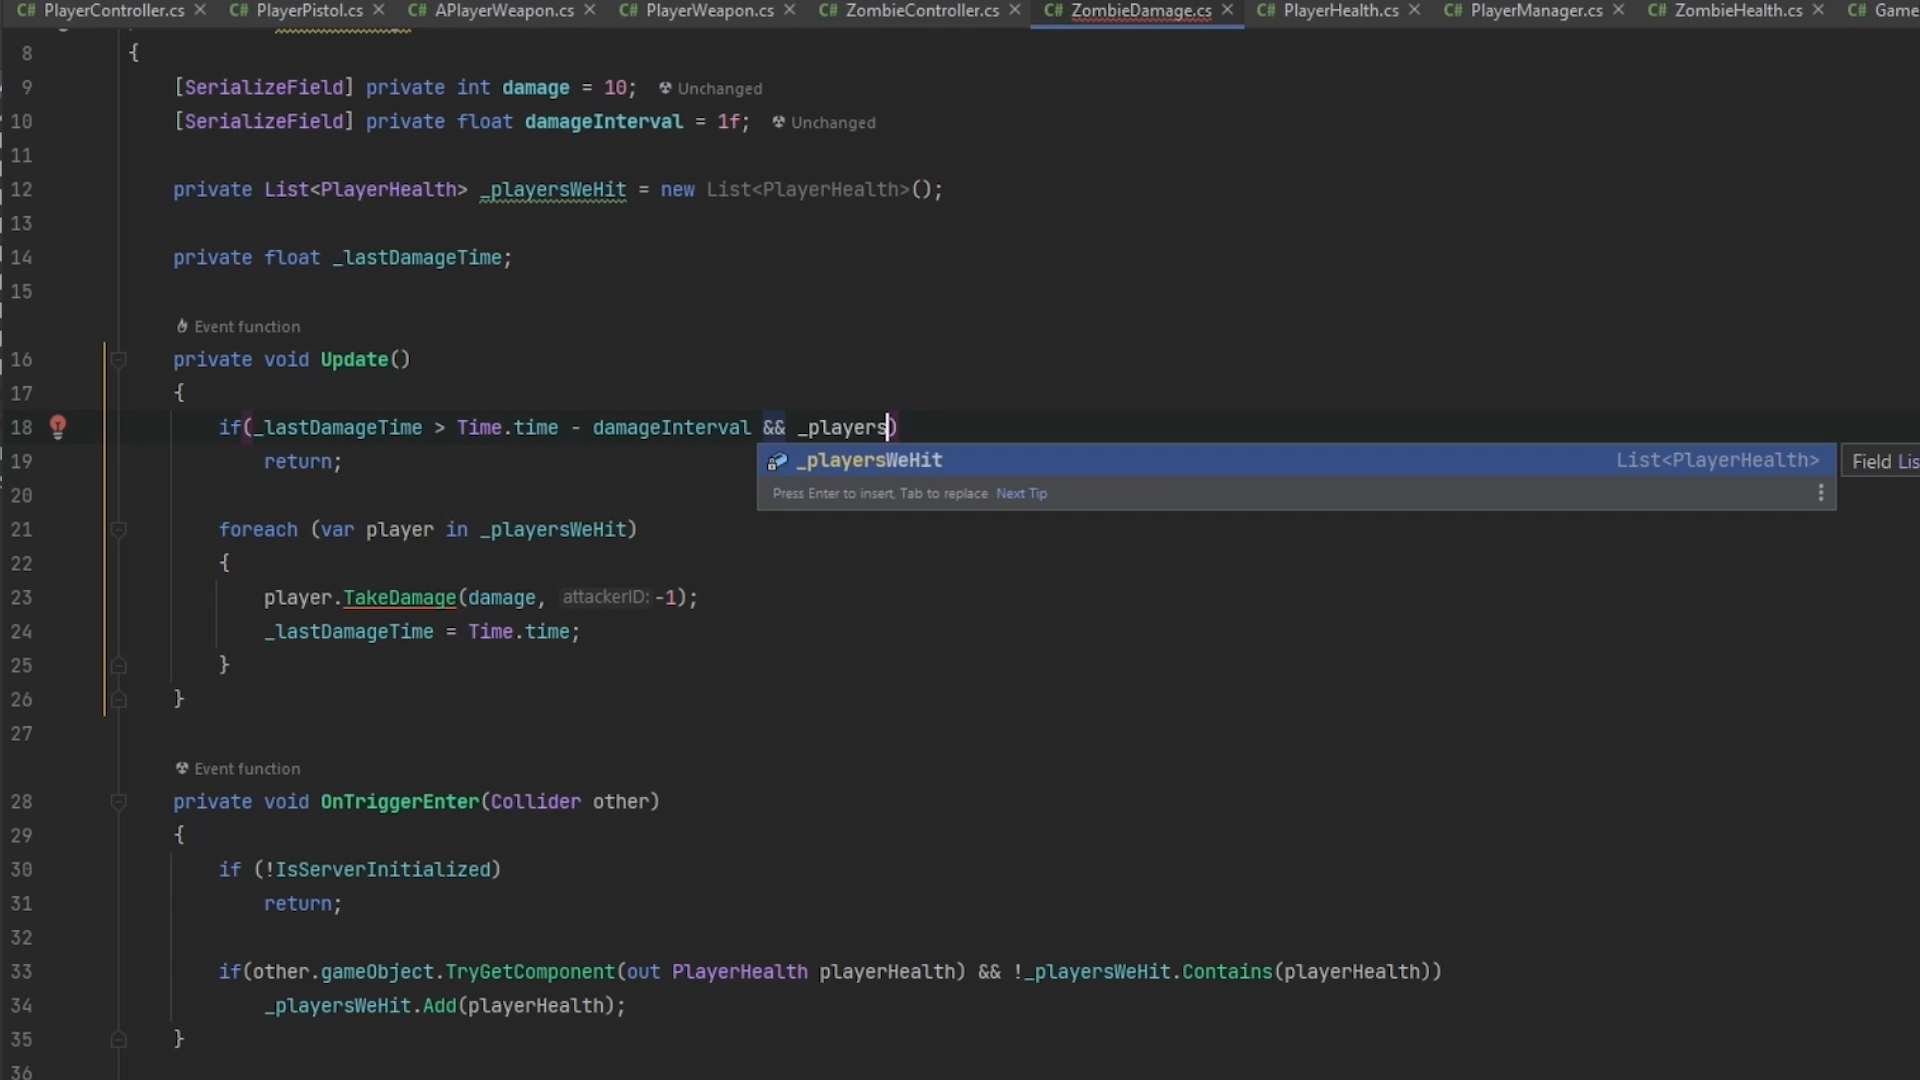 C# PlayerController.cs × C# PlayerPistol.cs × C# APlayerWeapon.cs × C# PlayerWeapon.cs × C# ZombieController.cs × C# ZombieDamage.cs × C# PlayerHealth.cs × C# PlayerManager.cs × C# ZombieHealth.cs × C# Game
8 {
9 [SerializeField] private int damage = 10; Unchanged
10 [SerializeField] private float damageInterval = 1f; Unchanged
11
12 private List<PlayerHealth> _playersWeHit = new List<PlayerHealth>();
13
14 private float _lastDamageTime;
15
Event function
16 private void Update()
17 {
18 if(_lastDamageTime > Time.time - damageInterval && _players)
_playersWeHit List<PlayerHealth> Field Lis
19 return;
Press Enter to insert, Tab to replace Next Tip
20
21 foreach (var player in _playersWeHit)
22 {
23 player.TakeDamage(damage, attackerID: -1);
24 _lastDamageTime = Time.time;
25 }
26 }
27
Event function
28 private void OnTriggerEnter(Collider other)
29 {
30 if (!IsServerInitialized)
31 return;
32
33 if(other.gameObject.TryGetComponent(out PlayerHealth playerHealth) && !_playersWeHit.Contains(playerHealth))
34 _playersWeHit.Add(playerHealth);
35 }
36